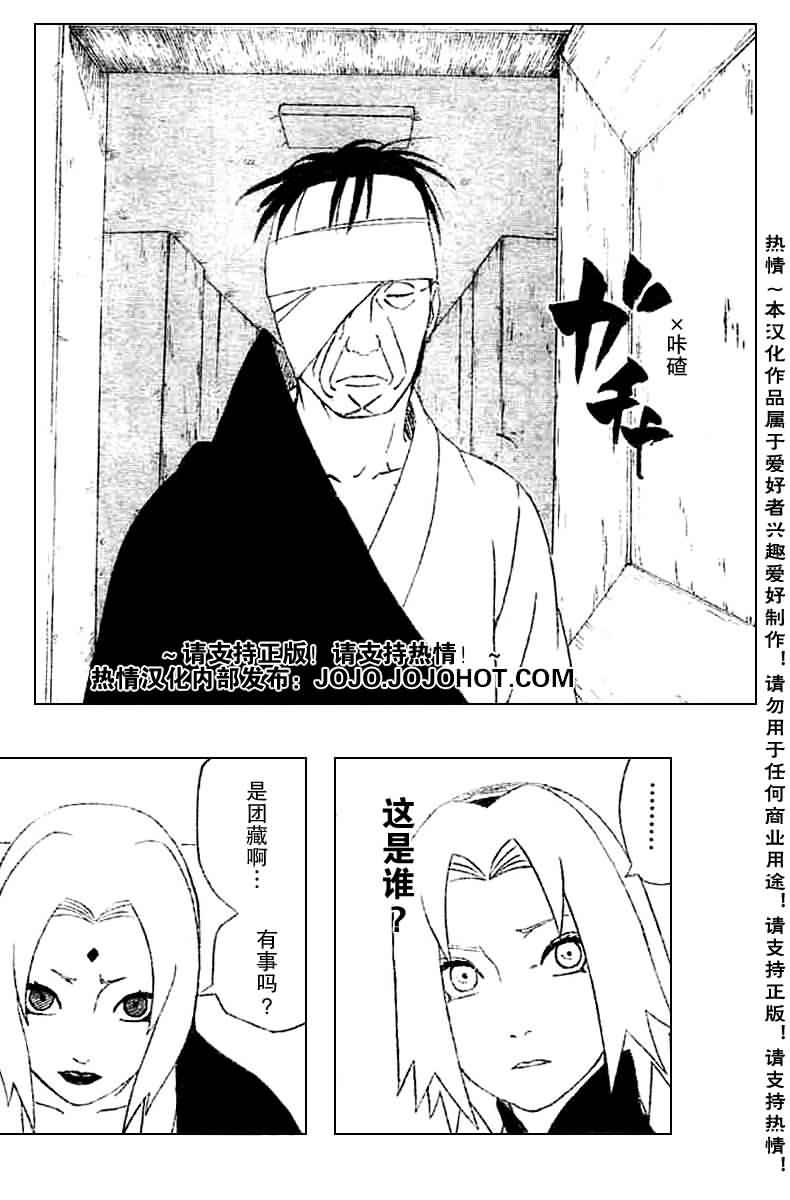 ガチャ
×咔碴
~请支持正版！请支持热情！~
热情汉化内部发布：JOJO.JOJOHOT.COM
…………
这是谁？
是团藏啊…
有事吗？
热情~本汉化作品属于爱好者兴趣爱好制作！请勿用于任何商业用途！请支持正版！请支持热情！